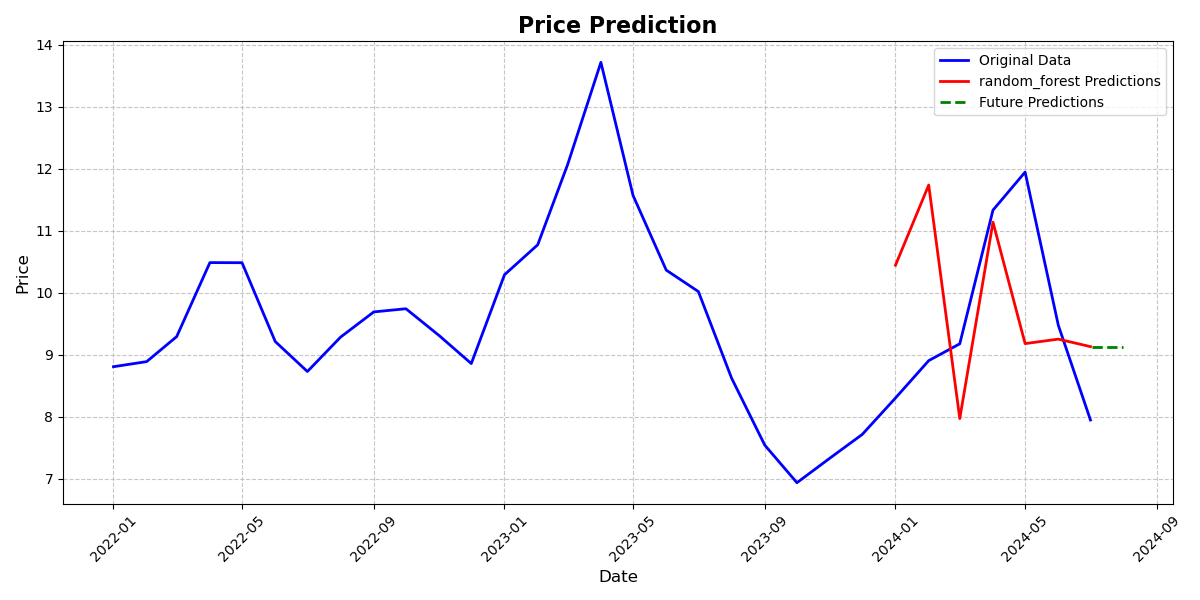 Price Prediction
Original Data
random_forest Predictions
Future Predictions
Price
14
13
12
11
10
9
8
7
2022-01
2022-05
2022-09
2023-01
2023-05
2023-09
2024-01
2024-05
2024-09
Date